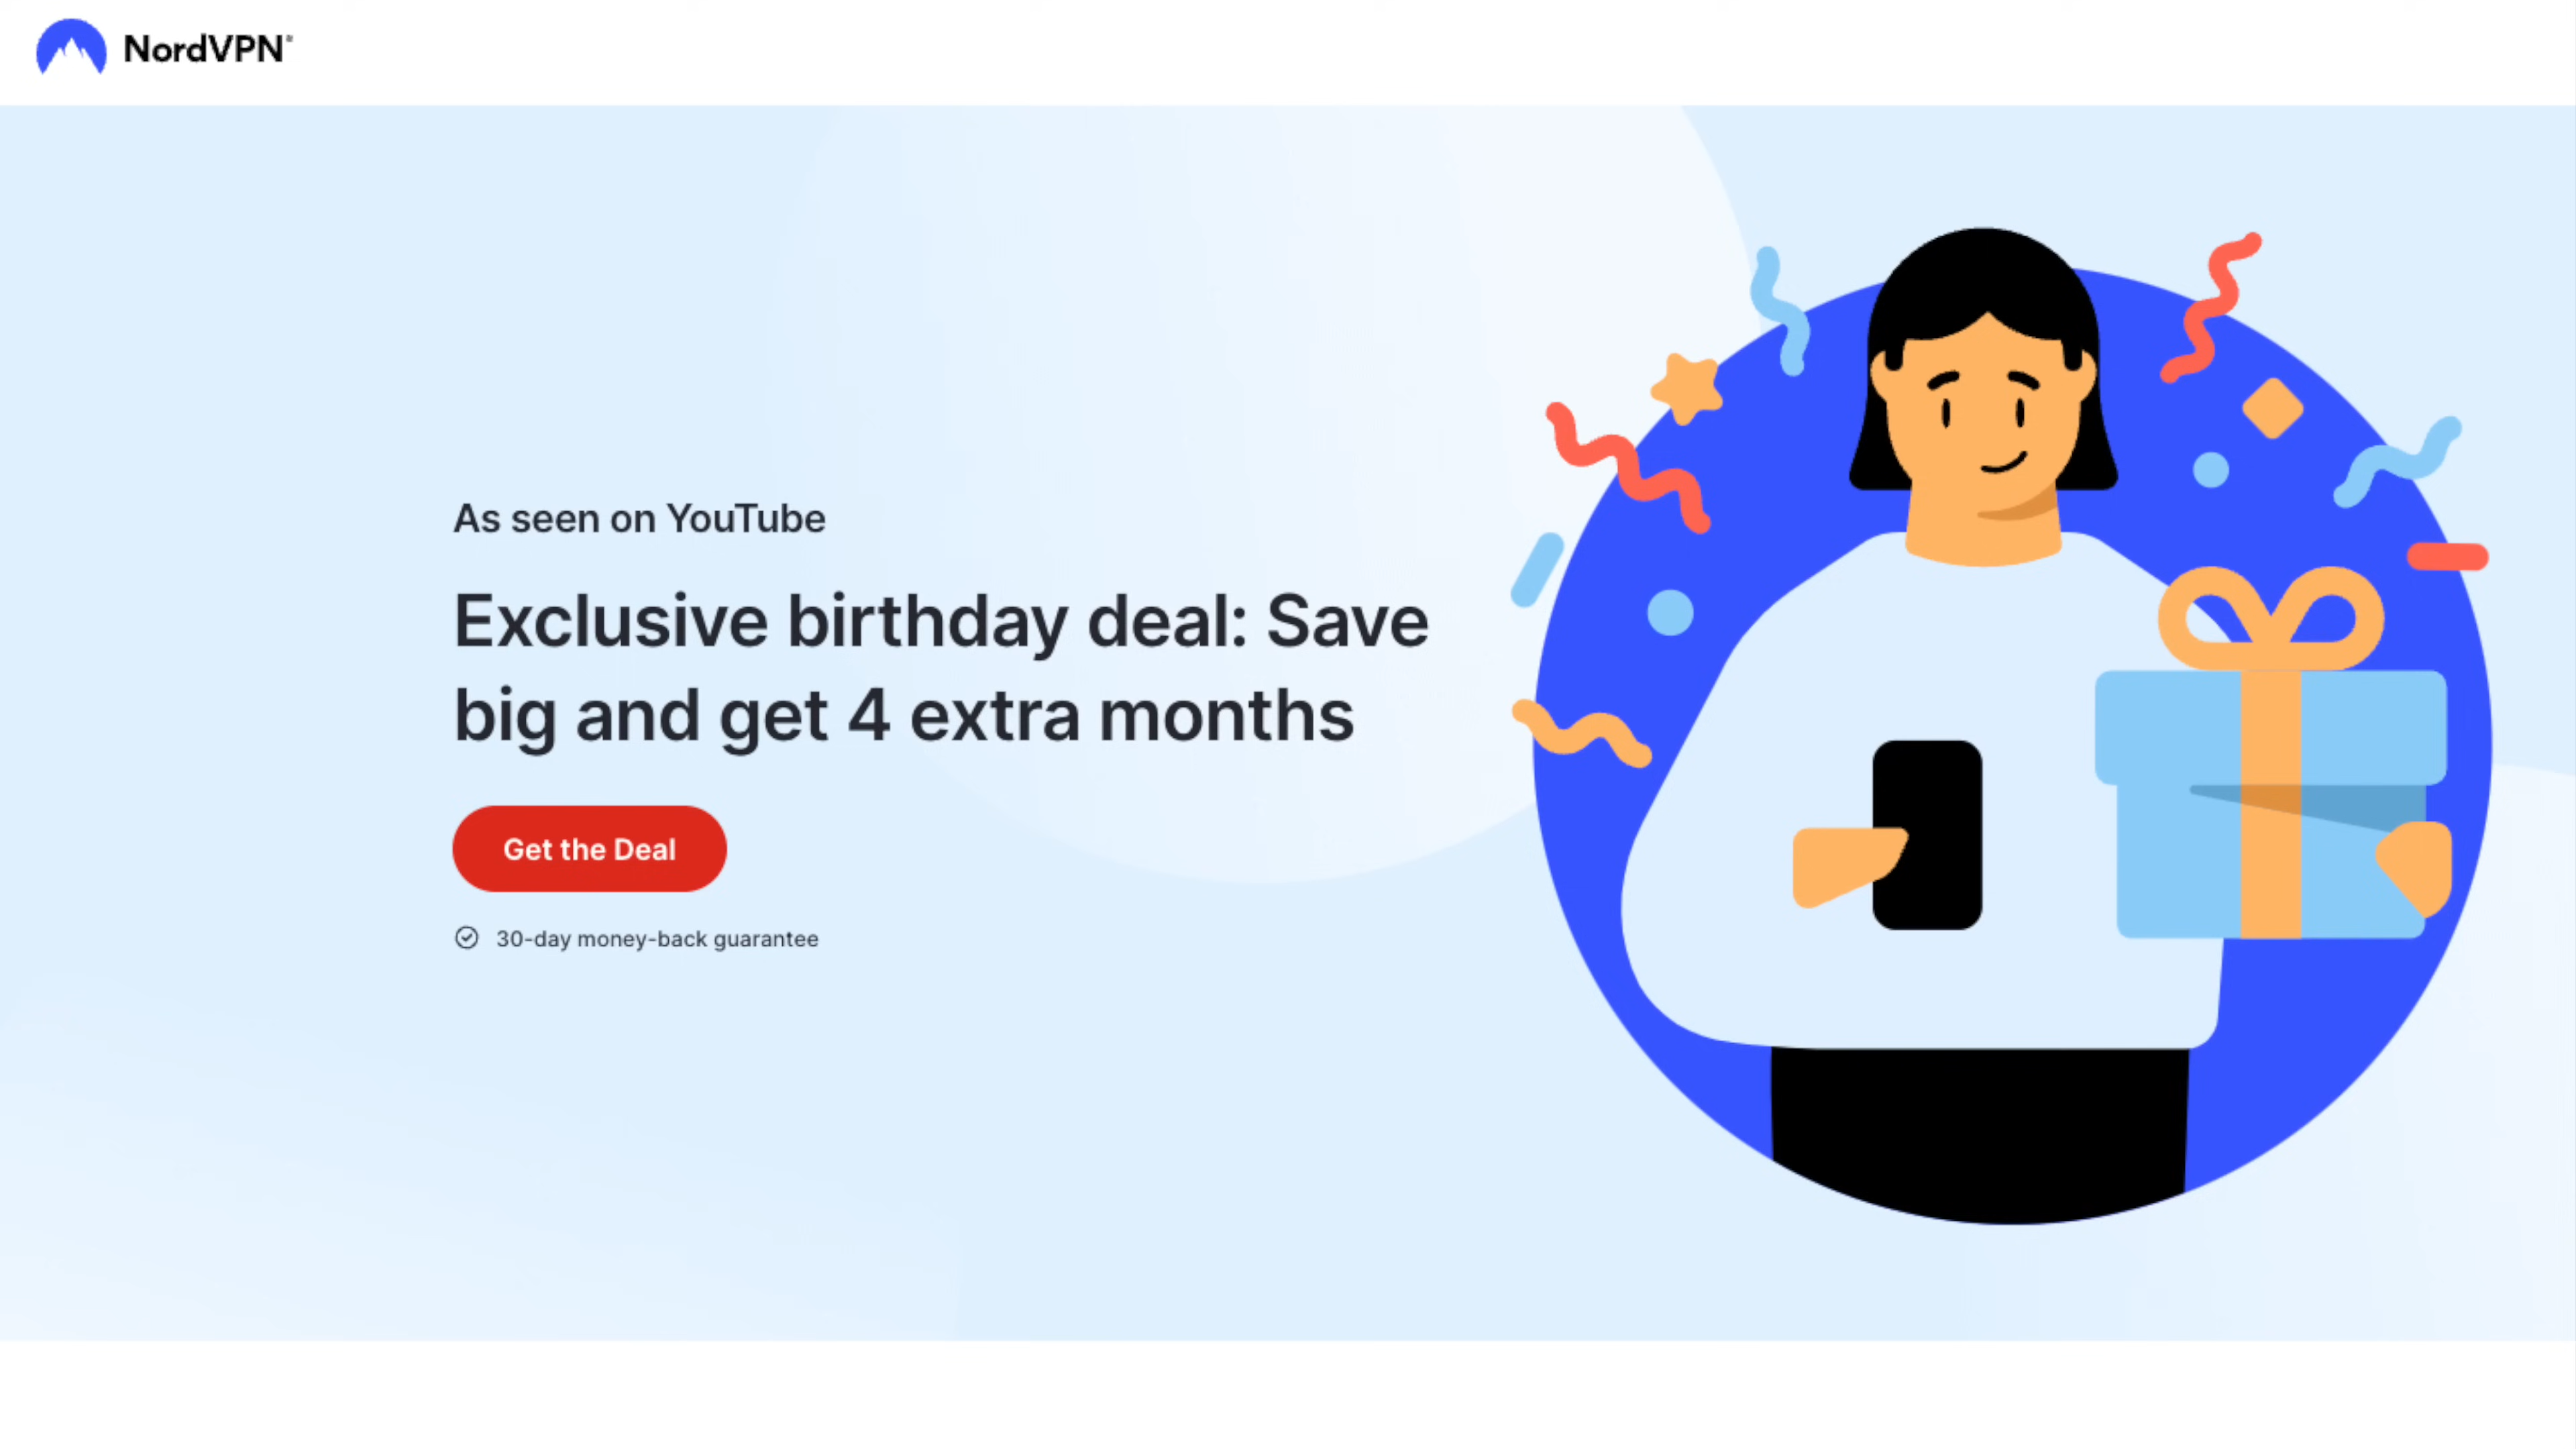 NordVPN®
As seen on YouTube
Exclusive birthday deal: Save
big and get 4 extra months
Get the Deal
30-day money-back guarantee